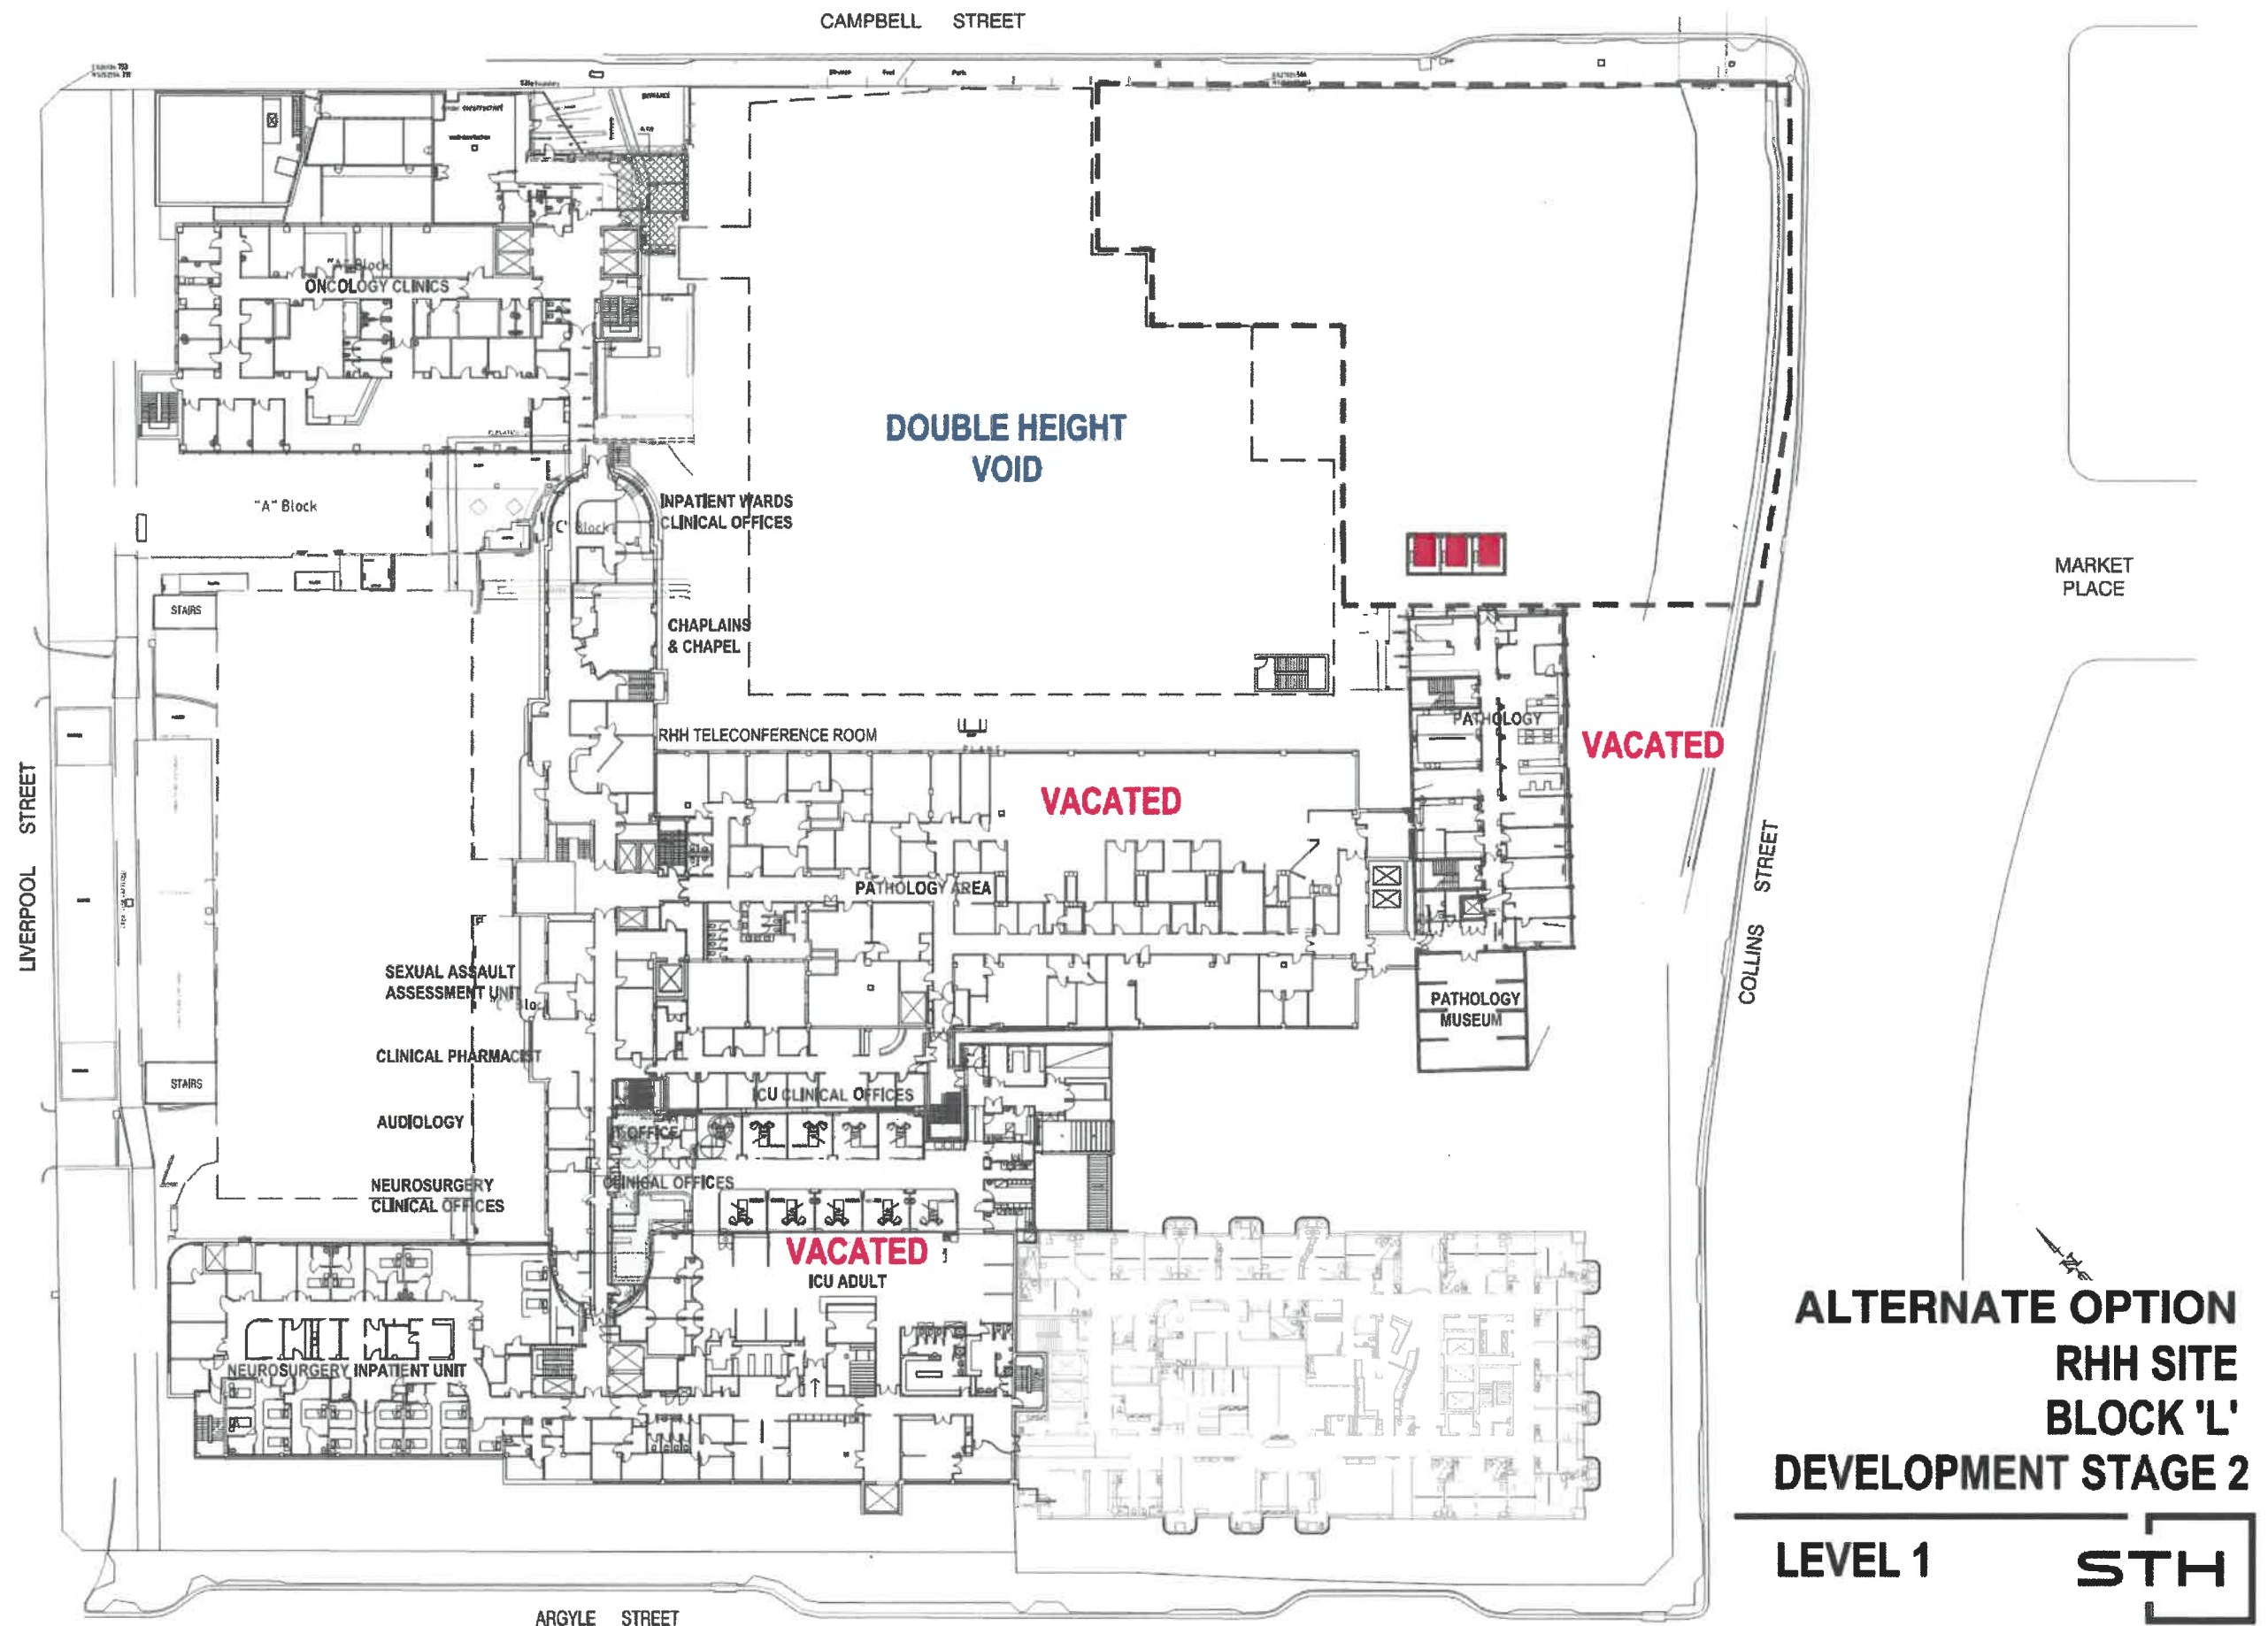 CAMPBELL STREET
"A" Block
ONCOLOGY CLINICS
DOUBLE HEIGHT
VOID
"A" Block
INPATIENT WARDS
CLINICAL OFFICES
"C" Block
MARKET
PLACE
STAIRS
CHAPLAINS
& CHAPEL
PATHOLOGY
VACATED
RHH TELECONFERENCE ROOM
PLANT
VACATED
LIVERPOOL STREET
PATHOLOGY AREA
COLLINS STREET
SEXUAL ASSAULT
ASSESSMENT UNIT
PATHOLOGY
MUSEUM
CLINICAL PHARMACIST
STAIRS
ICU CLINICAL OFFICES
AUDIOLOGY
IT OFFICE
CLINICAL OFFICES
NEUROSURGERY
CLINICAL OFFICES
VACATED
ICU ADULT
NEUROSURGERY INPATIENT UNIT
ALTERNATE OPTION
RHH SITE
BLOCK 'L'
DEVELOPMENT STAGE 2
LEVEL 1
STH
ARGYLE STREET